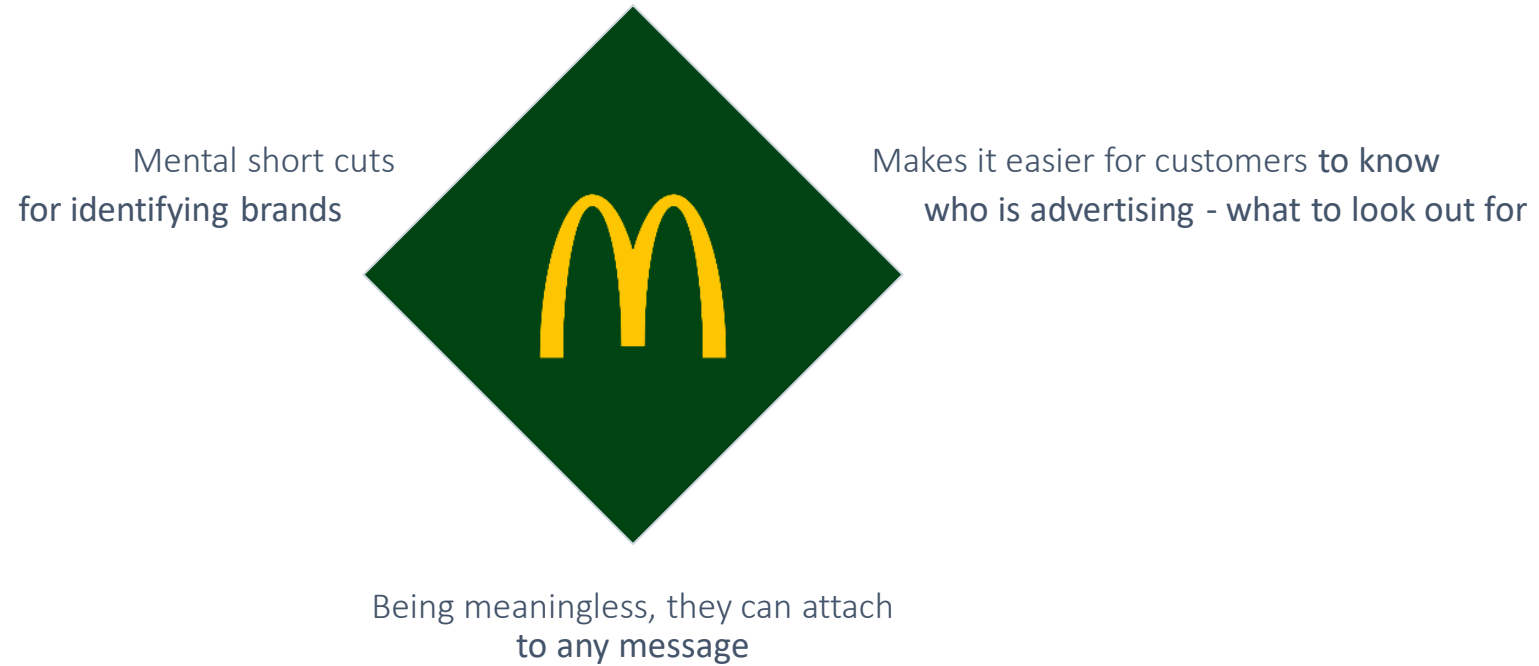 Mental short cuts
for identifying brands
Makes it easier for customers to know
who is advertising - what to look out for
Being meaningless, they can attach
to any message